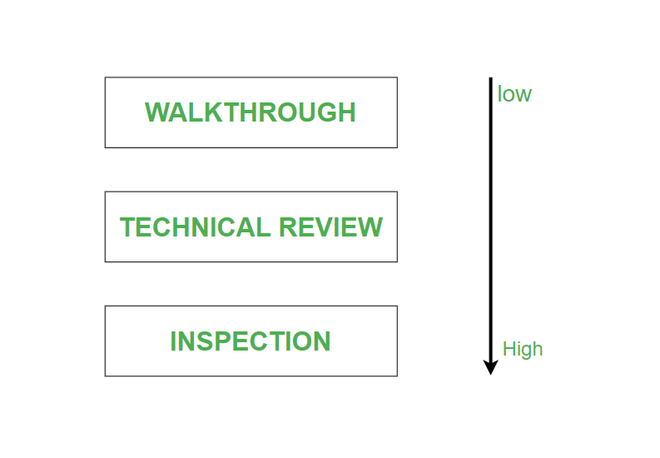 WALKTHROUGH
low
TECHNICAL REVIEW
INSPECTION
High